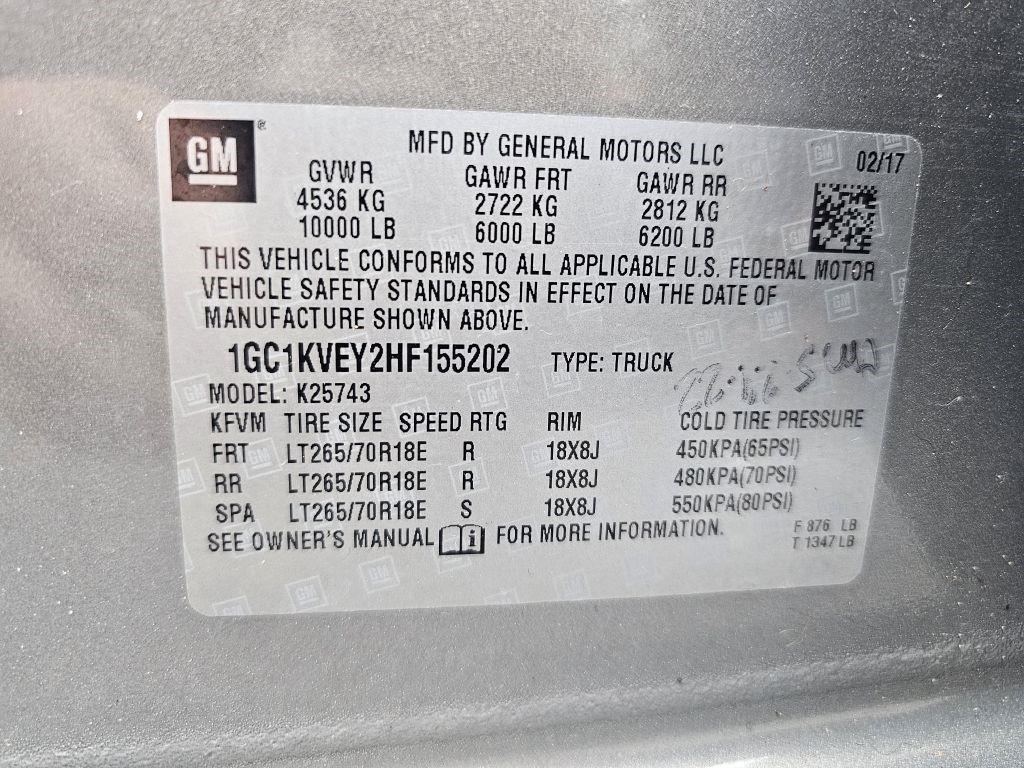 GM ®
MFD BY GENERAL MOTORS LLC
02/17
GVWR GAWR FRT GAWR RR
4536 KG 2722 KG 2812 KG
10000 LB 6000 LB 6200 LB
THIS VEHICLE CONFORMS TO ALL APPLICABLE U.S. FEDERAL MOTOR
VEHICLE SAFETY STANDARDS IN EFFECT ON THE DATE OF
MANUFACTURE SHOWN ABOVE.
1GC1KVEY2HF155202 TYPE: TRUCK
MODEL: K25743
KFVM TIRE SIZE SPEED RTG RIM COLD TIRE PRESSURE
FRT LT265/70R18E R 18X8J 450KPA(65PSI)
RR LT265/70R18E R 18X8J 480KPA(70PSI)
SPA LT265/70R18E S 18X8J 550KPA(80PSI)
SEE OWNER'S MANUAL i FOR MORE INFORMATION.
F 876 LB
T 1347 LB